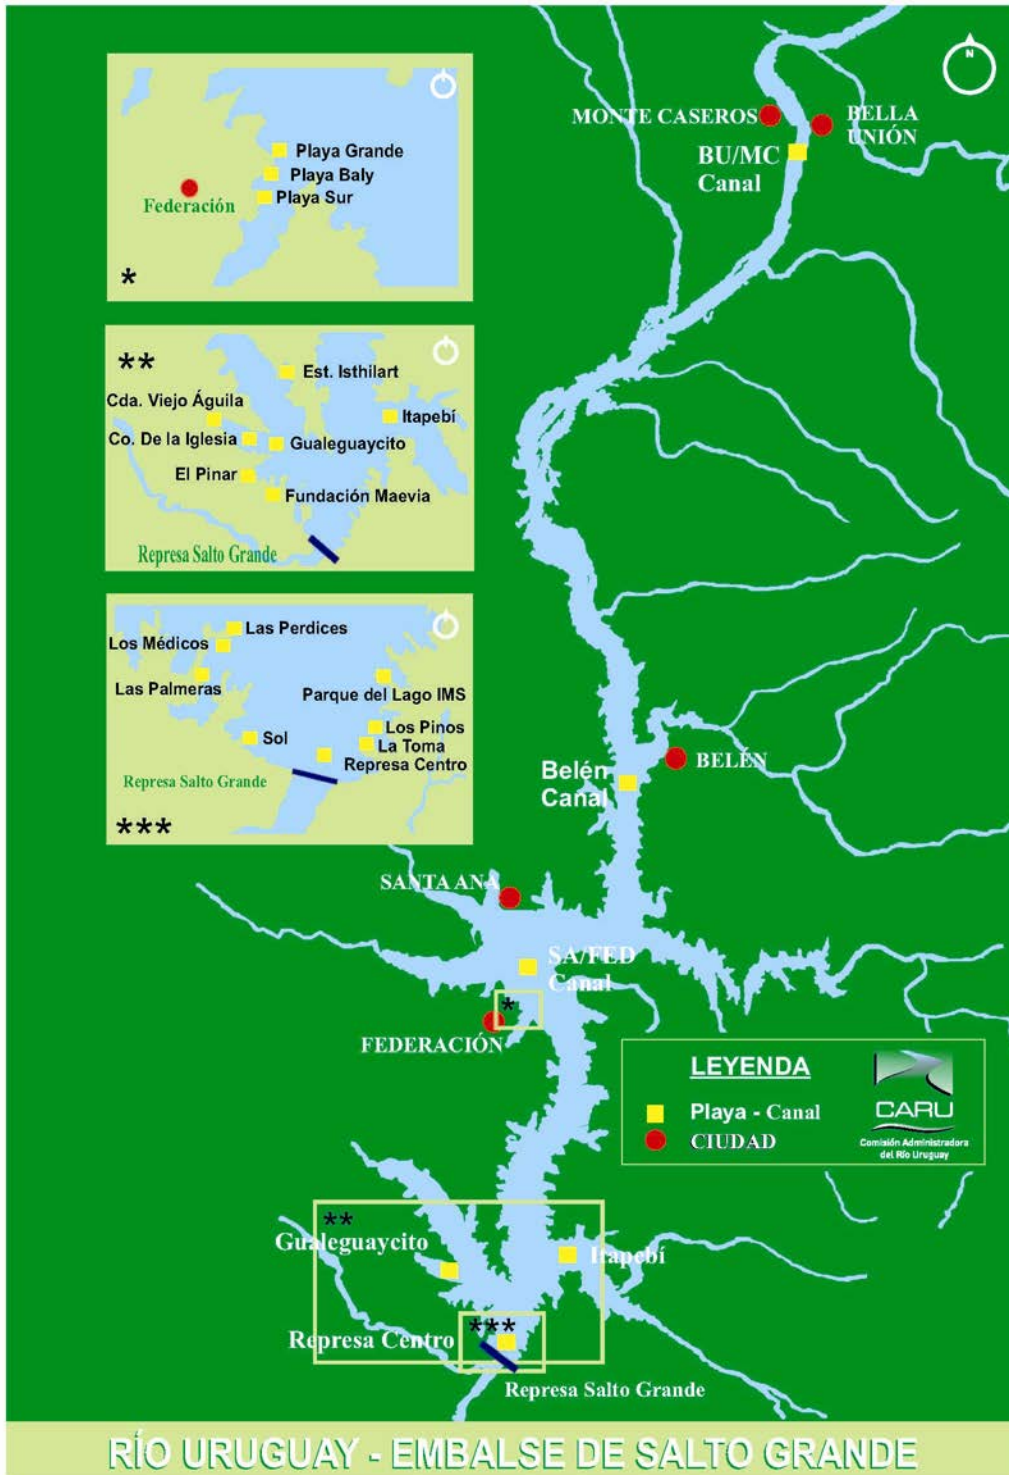 N
MONTE CASEROS
BELLA
UNIÓN
BU/MC
Canal
Playa Grande
Playa Baly
Playa Sur
Federación
*
**
Est. Isthilart
Cda. Viejo Águila
Itapebí
Co. De la Iglesia
Gualeguaycito
El Pinar
Fundación Maevia
Represa Salto Grande
Las Perdices
Los Médicos
Las Palmeras
Parque del Lago IMS
Los Pinos
Sol
La Toma
Represa Centro
Represa Salto Grande
***
BELÉN
Belén
Canal
SANTA ANA
SA/FED
Canal
*
FEDERACIÓN
LEYENDA
Playa - Canal
CIUDAD
CARU
Comisión Administradora
del Río Uruguay
**
Gualeguaycito
Itapebí
***
Represa Centro
Represa Salto Grande
RÍO URUGUAY - EMBALSE DE SALTO GRANDE